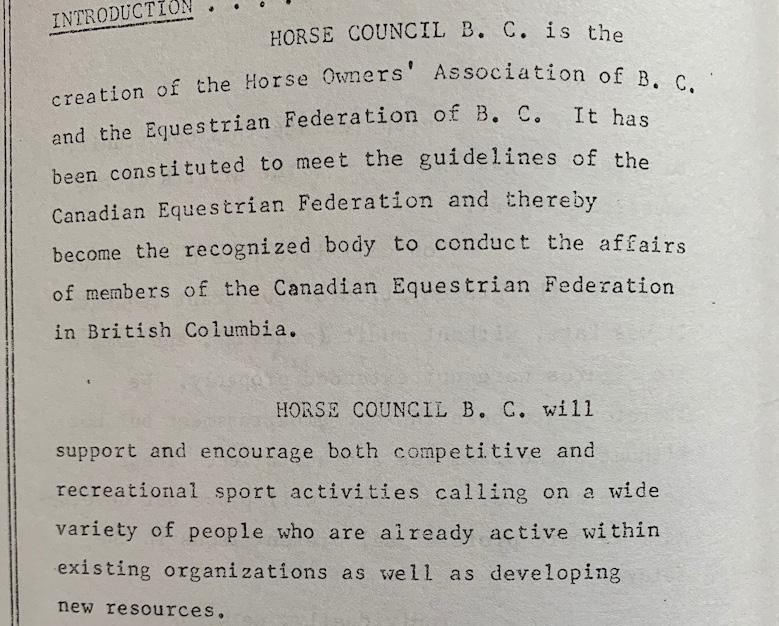 INTRODUCTION . . . .
HORSE COUNCIL B. C. is the
creation of the Horse Owners' Association of B. C.
and the Equestrian Federation of B. C. It has
been constituted to meet the guidelines of the
Canadian Equestrian Federation and thereby
become the recognized body to conduct the affairs
of members of the Canadian Equestrian Federation
in British Columbia.
HORSE COUNCIL B. C. will
support and encourage both competitive and
recreational sport activities calling on a wide
variety of people who are already active within
existing organizations as well as developing
new resources.